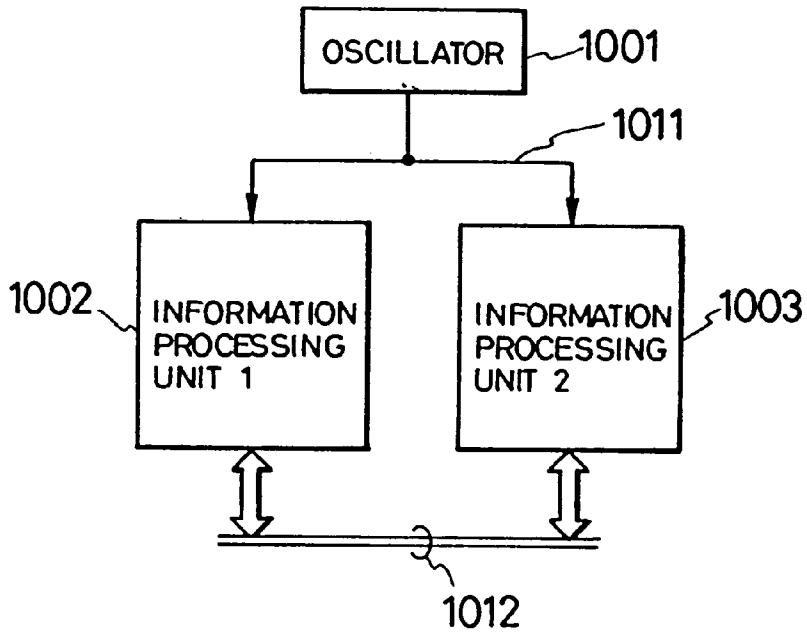 OSCILLATOR
1001
1011
1002
INFORMATION
PROCESSING
UNIT 1
INFORMATION
PROCESSING
UNIT 2
1003
1012